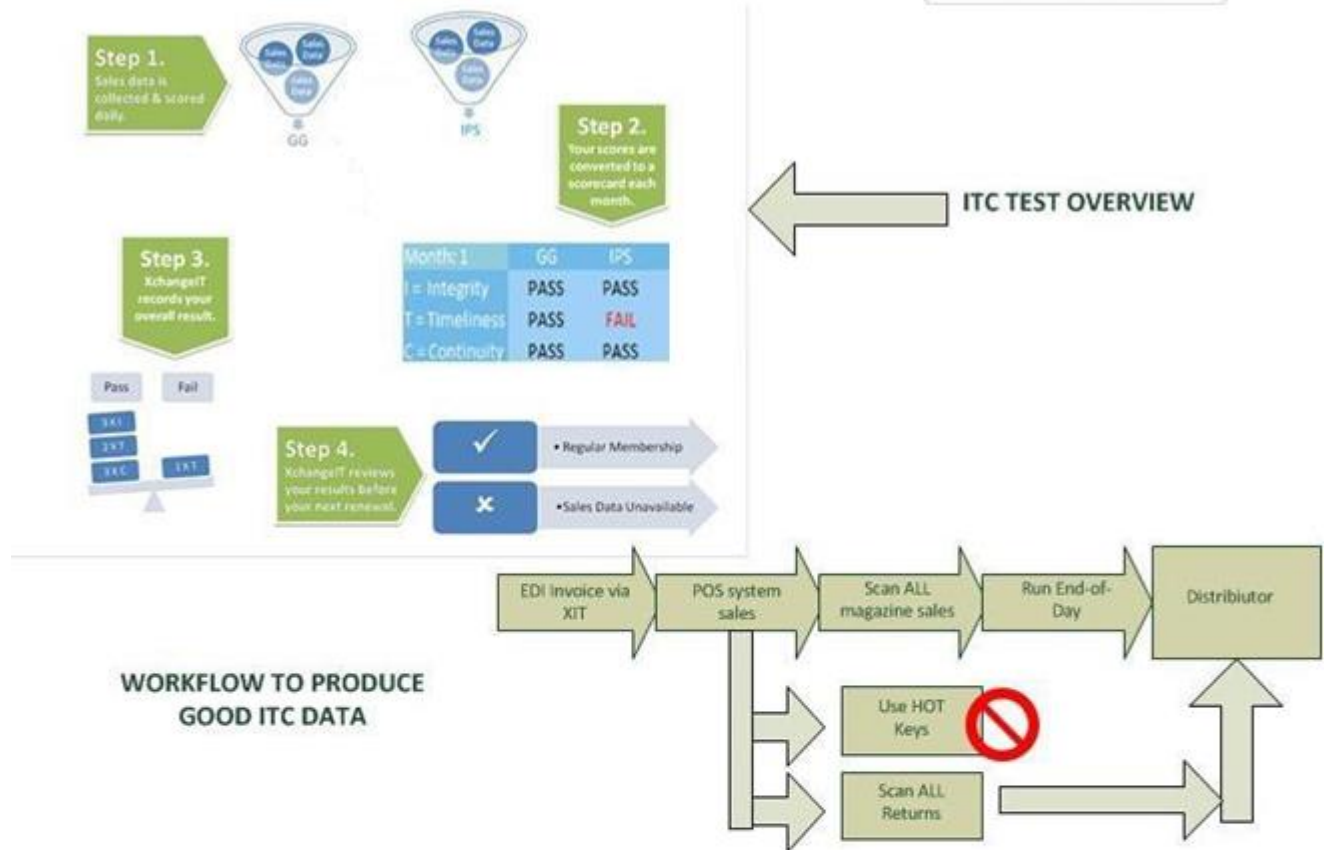 Step 1.
Sales data is
collected & scored
daily.
Sales
Data
Sales
Data
Sales
Data
GG
Sales
Data
Sales
Data
Sales
Data
IPS
Step 2.
Your scores are
converted to a
scorecard each
month.
ITC TEST OVERVIEW
Step 3.
XchangeIT
records your
overall result.
Month: 1 GG IPS
I = Integrity PASS PASS
T = Timeliness PASS FAIL
C = Continuity PASS PASS
Pass Fail
3 X C 1 X T
Step 4.
XchangeIT reviews
your results Before
your next renewal.
• Regular Membership
•Sales Data Unavailable
EDI Invoice via
XIT
POS system
sales
Scan ALL
magazine sales
Run End-of-
Day
Distribiutor
WORKFLOW TO PRODUCE
GOOD ITC DATA
Use HOT
Keys
Scan ALL
Returns